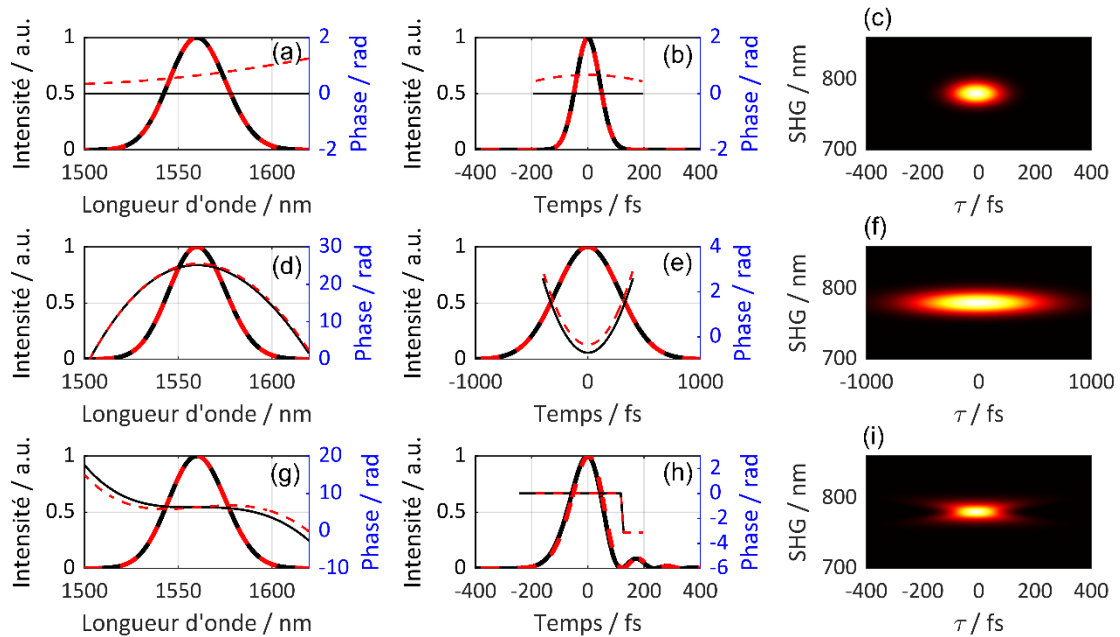 (a)
Intensité / a.u.
1
0.5
0
2
0
-2
Phase / rad
1500 1550 1600
Longueur d'onde / nm
(b)
Intensité / a.u.
1
0.5
0
2
0
-2
Phase / rad
-400 -200 0 200 400
Temps / fs
(c)
SHG / nm
800
700
-400 -200 0 200 400
τ / fs
(d)
Intensité / a.u.
1
0.5
0
30
20
10
0
Phase / rad
1500 1550 1600
Longueur d'onde / nm
(e)
Intensité / a.u.
1
0.5
0
4
2
0
Phase / rad
-1000 0 1000
Temps / fs
(f)
SHG / nm
800
700
-1000 0 1000
τ / fs
(g)
Intensité / a.u.
1
0.5
0
20
10
0
-10
Phase / rad
1500 1550 1600
Longueur d'onde / nm
(h)
Intensité / a.u.
1
0.5
0
2
0
-2
-4
-6
Phase / rad
-400 -200 0 200 400
Temps / fs
(i)
SHG / nm
800
700
-400 -200 0 200 400
τ / fs